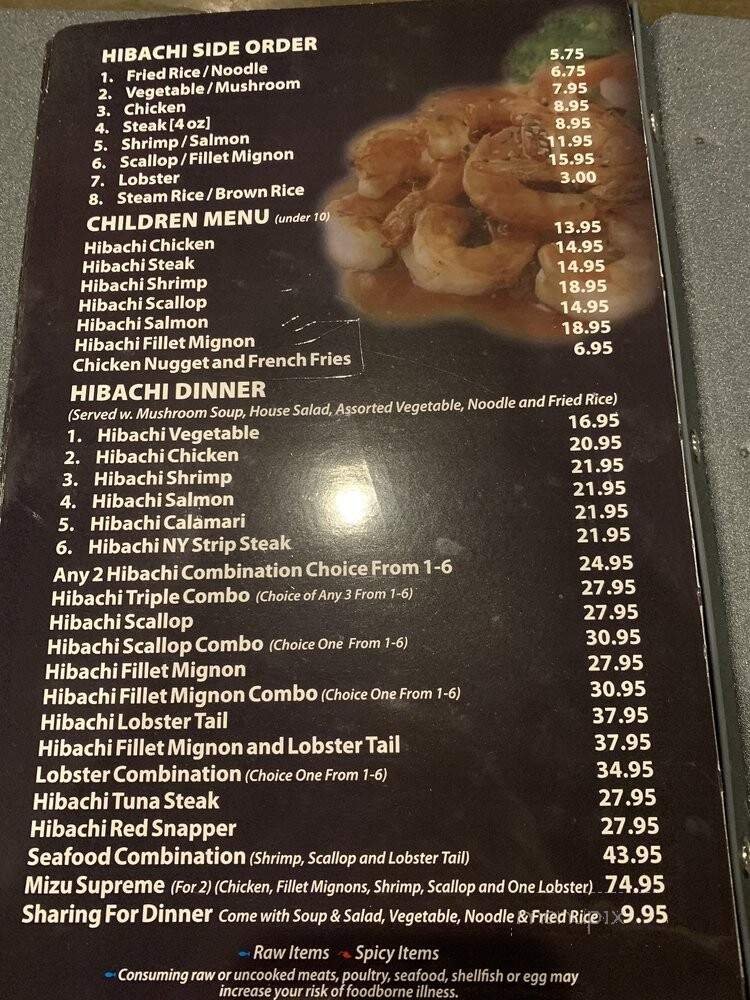 HIBACHI SIDE ORDER
1. Fried Rice / Noodle 5.75
2. Vegetable / Mushroom 6.75
3. Chicken 7.95
4. Steak [4 oz] 8.95
5. Shrimp / Salmon 8.95
6. Scallop / Fillet Mignon 11.95
7. Lobster 15.95
8. Steam Rice / Brown Rice 3.00
CHILDREN MENU (under 10)
Hibachi Chicken 13.95
Hibachi Steak 14.95
Hibachi Shrimp 14.95
Hibachi Scallop 18.95
Hibachi Salmon 14.95
Hibachi Fillet Mignon 18.95
Chicken Nugget and French Fries 6.95
HIBACHI DINNER
(Served w. Mushroom Soup, House Salad, Assorted Vegetable, Noodle and Fried Rice)
1. Hibachi Vegetable 16.95
2. Hibachi Chicken 20.95
3. Hibachi Shrimp 21.95
4. Hibachi Salmon 21.95
5. Hibachi Calamari 21.95
6. Hibachi NY Strip Steak 21.95
Any 2 Hibachi Combination Choice From 1-6 24.95
Hibachi Triple Combo (Choice of Any 3 From 1-6) 27.95
Hibachi Scallop 27.95
Hibachi Scallop Combo (Choice One From 1-6) 30.95
Hibachi Fillet Mignon 27.95
Hibachi Fillet Mignon Combo (Choice One From 1-6) 30.95
Hibachi Lobster Tail 37.95
Hibachi Fillet Mignon and Lobster Tail 37.95
Lobster Combination (Choice One From 1-6) 34.95
Hibachi Tuna Steak 27.95
Hibachi Red Snapper 27.95
Seafood Combination (Shrimp, Scallop and Lobster Tail) 43.95
Mizu Supreme (For 2) (Chicken, Fillet Mignons, Shrimp, Scallop and One Lobster) 74.95
Sharing For Dinner Come with Soup & Salad, Vegetable, Noodle & Fried Rice 9.95
Raw Items Spicy Items
Consuming raw or uncooked meats, poultry, seafood, shellfish or egg may
increase your risk of foodborne illness.